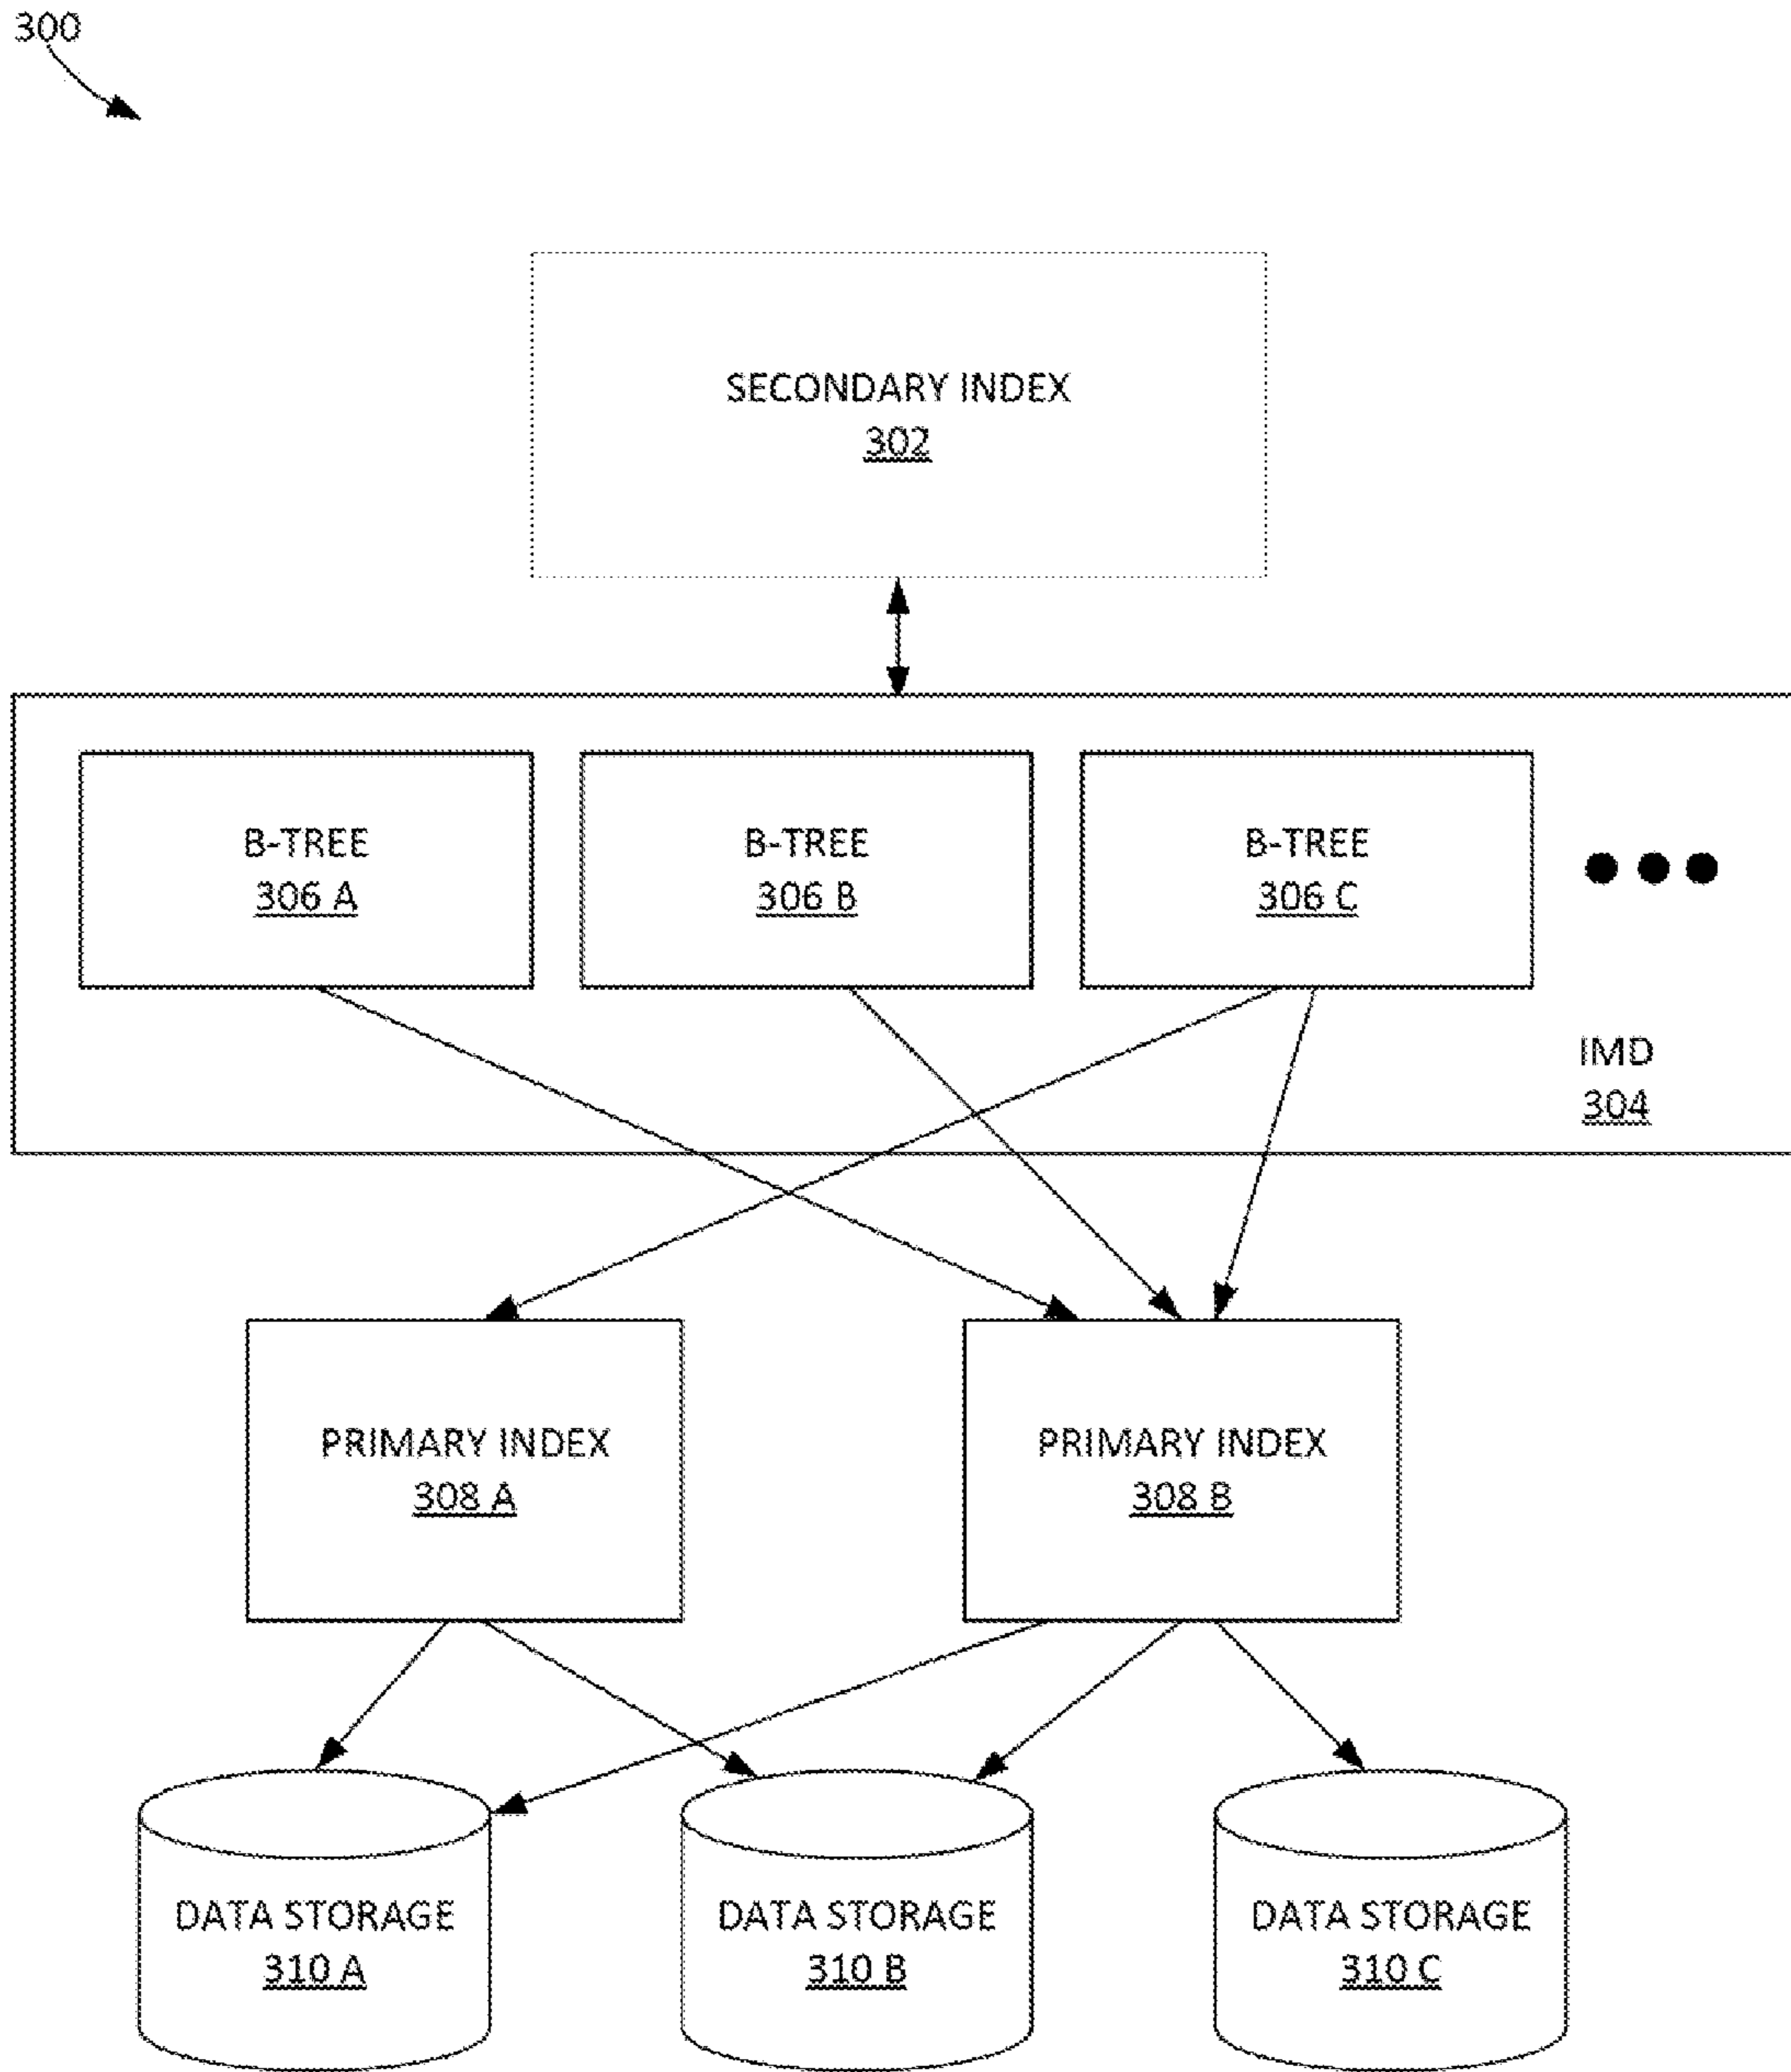 300
SECONDARY INDEX
302
B-TREE
306 A
B-TREE
306 B
B-TREE
306 C
IMD
304
PRIMARY INDEX
308 A
PRIMARY INDEX
308 B
DATA STORAGE
310 A
DATA STORAGE
310 B
DATA STORAGE
310 C